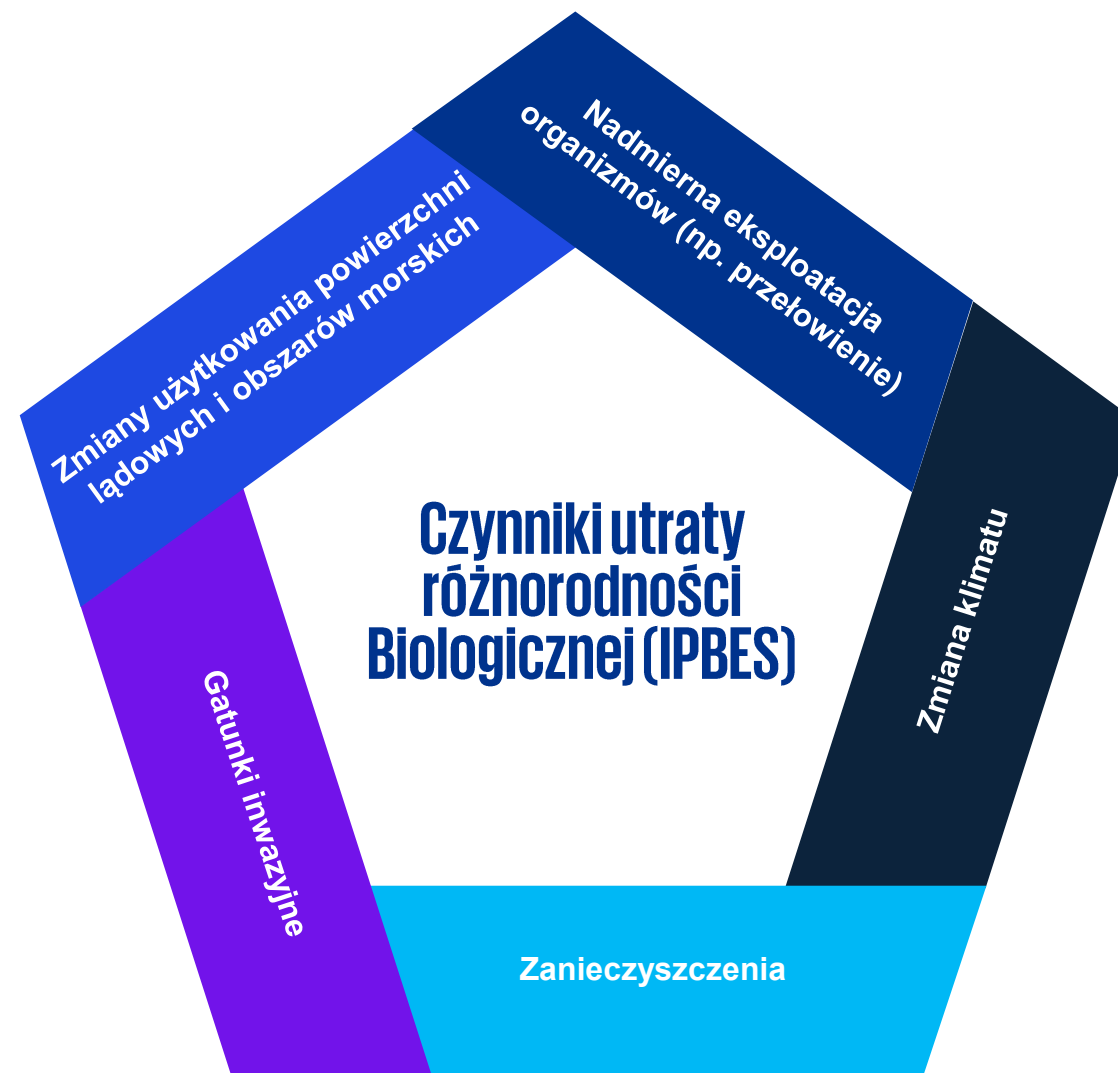 Nadmierna eksploatacja
organizmów (np. przełowienie)
Zmiany użytkowania powierzchni
lądowych i obszarów morskich
Czynniki utraty
różnorodności
Biologicznej (IPBES)
Zmiana klimatu
Gatunki inwazyjne
Zanieczyszczenia